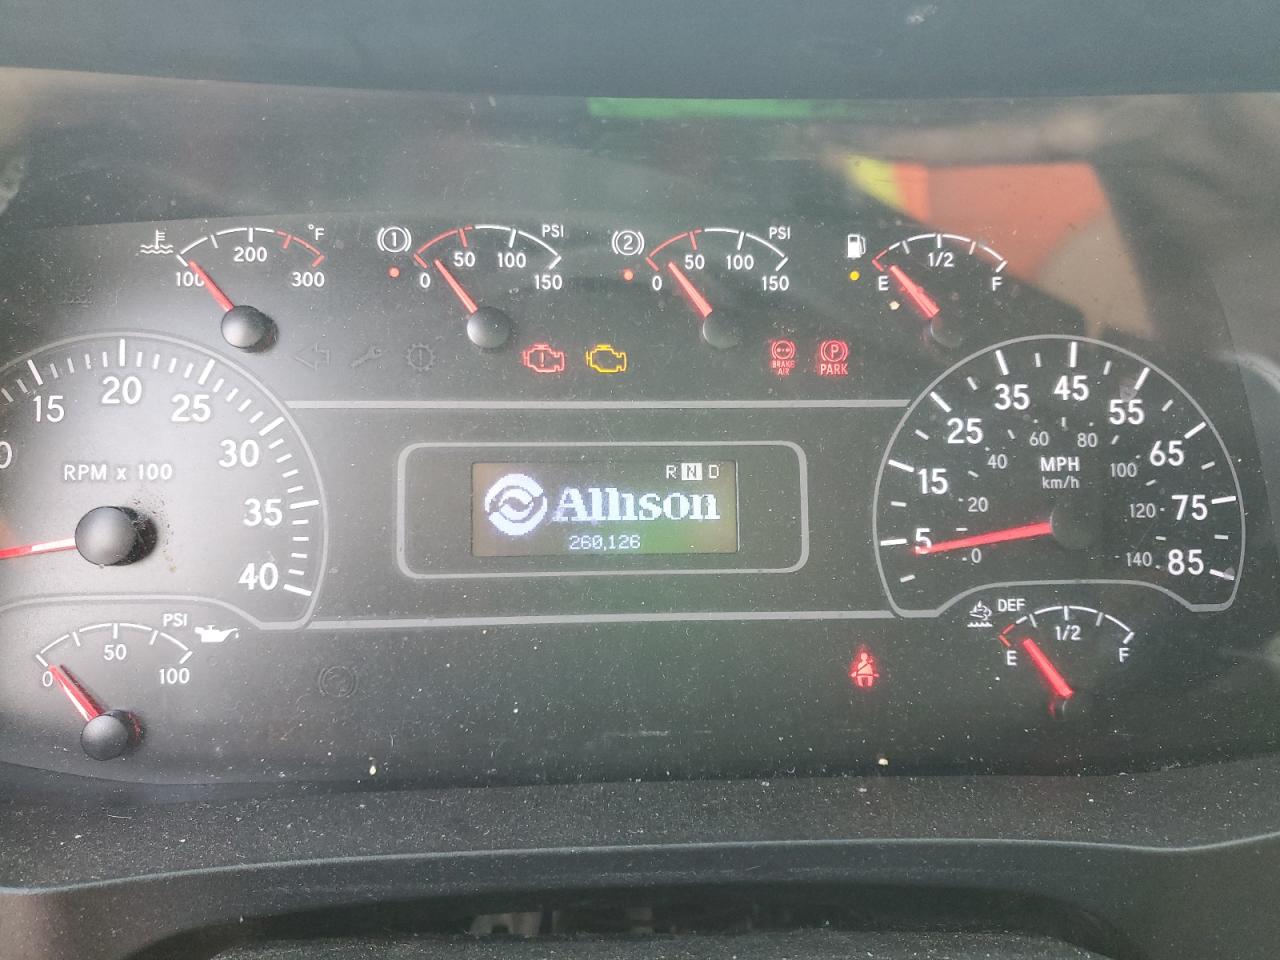 °F
100 200 300
1 PSI
0 50 100 150
2 PSI
0 50 100 150
E 1/2 F
BRAKE AIR
P PARK
15 20 25 30 35 40
RPM x 100
R N D
Allison
260,126
5 15 25 35 45 55 65 75 85
MPH
km/h
0 20 40 60 80 100 120 140
PSI
0 50 100
DEF
E 1/2 F